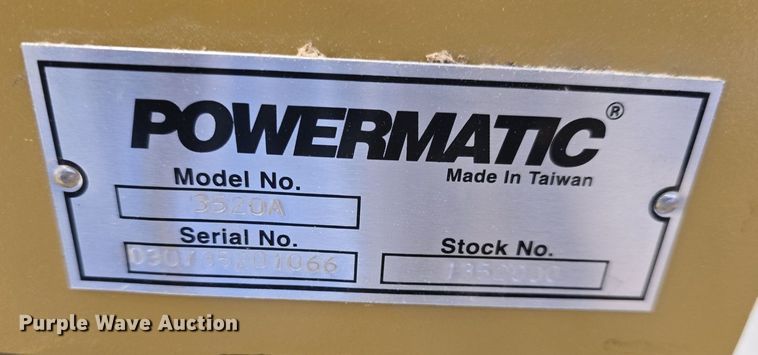 POWERMATIC®
Made In Taiwan
Model No.
3520A
Serial No.
Stock No.
Purple Wave Auction